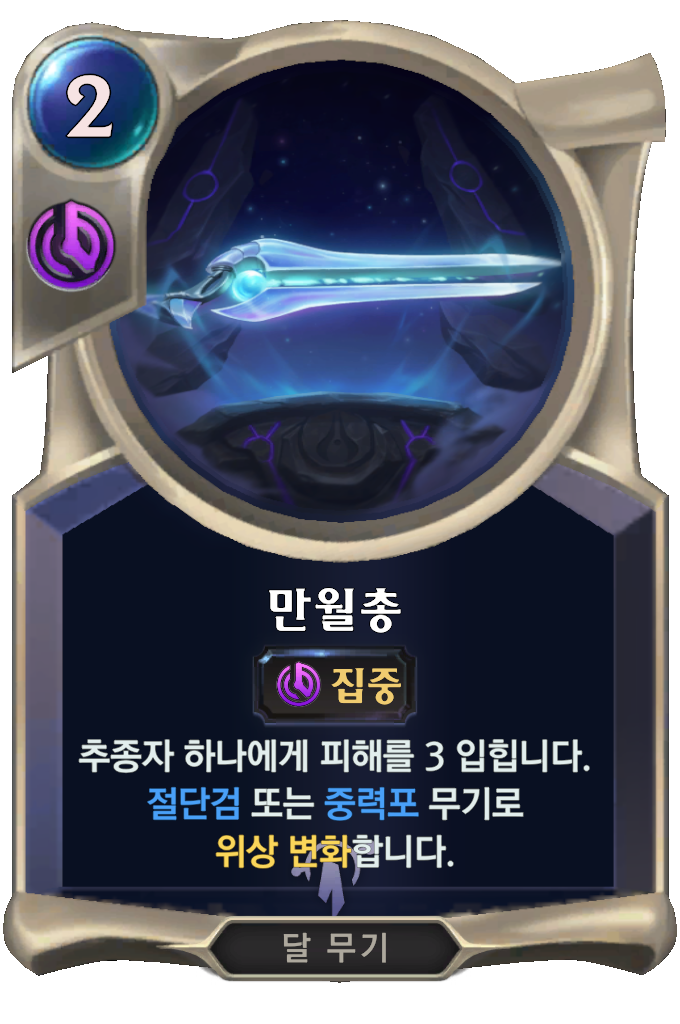 2
만월총
집중
추종자 하나에게 피해를 3 입힙니다.
절단검 또는 중력포 무기로
위상 변화합니다.
달 무기